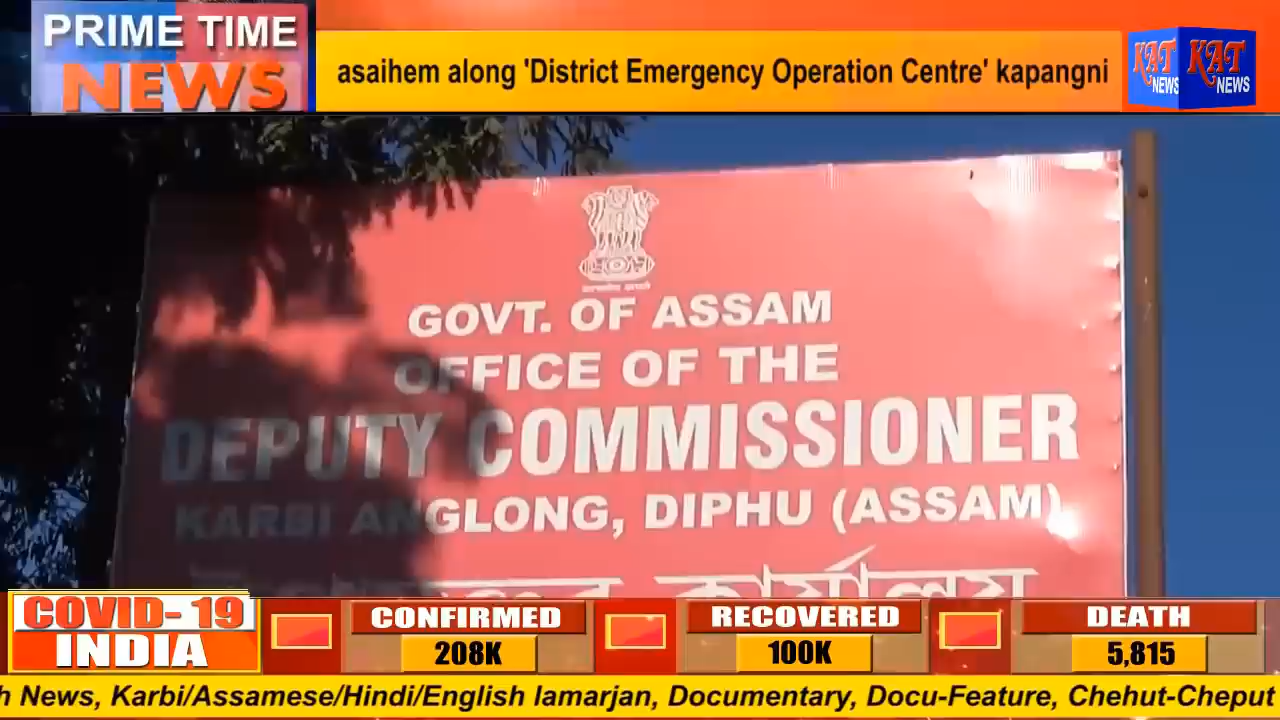 PRIME TIME
NEWS
asaihem along 'District Emergency Operation Centre' kapangni
KAT
NEWS
KAT
NEWS
GOVT. OF ASSAM
OFFICE OF THE
DEPUTY COMMISSIONER
KARBI ANGLONG, DIPHU (ASSAM)
কার্যালয়
COVID-19
INDIA
CONFIRMED
208K
RECOVERED
100K
DEATH
5,815
h News, Karbi/Assamese/Hindi/English lamarjan, Documentary, Docu-Feature, Chehut-Cheput